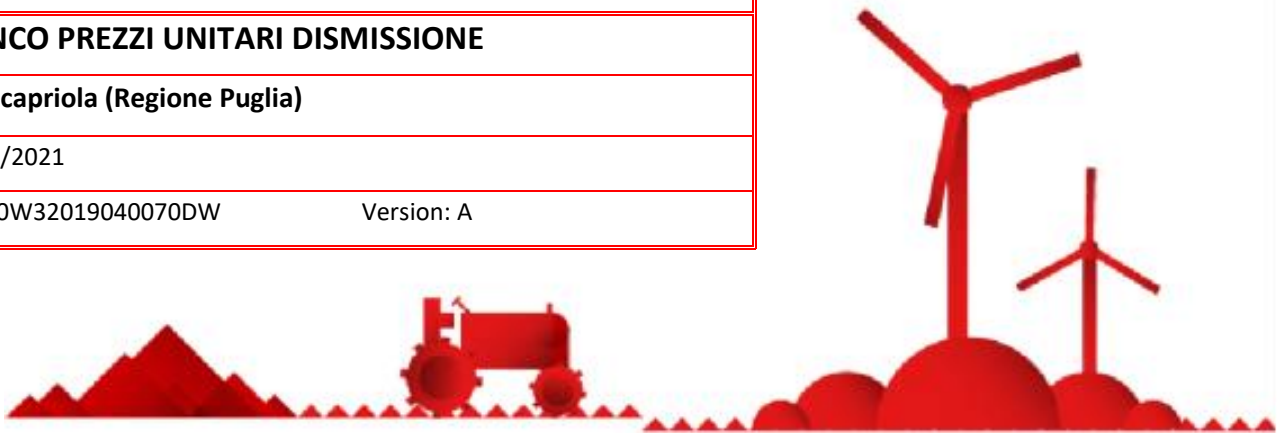 NCO PREZZI UNITARI DISMISSIONE
capriola (Regione Puglia)
/2021
0W32019040070DW Version: A